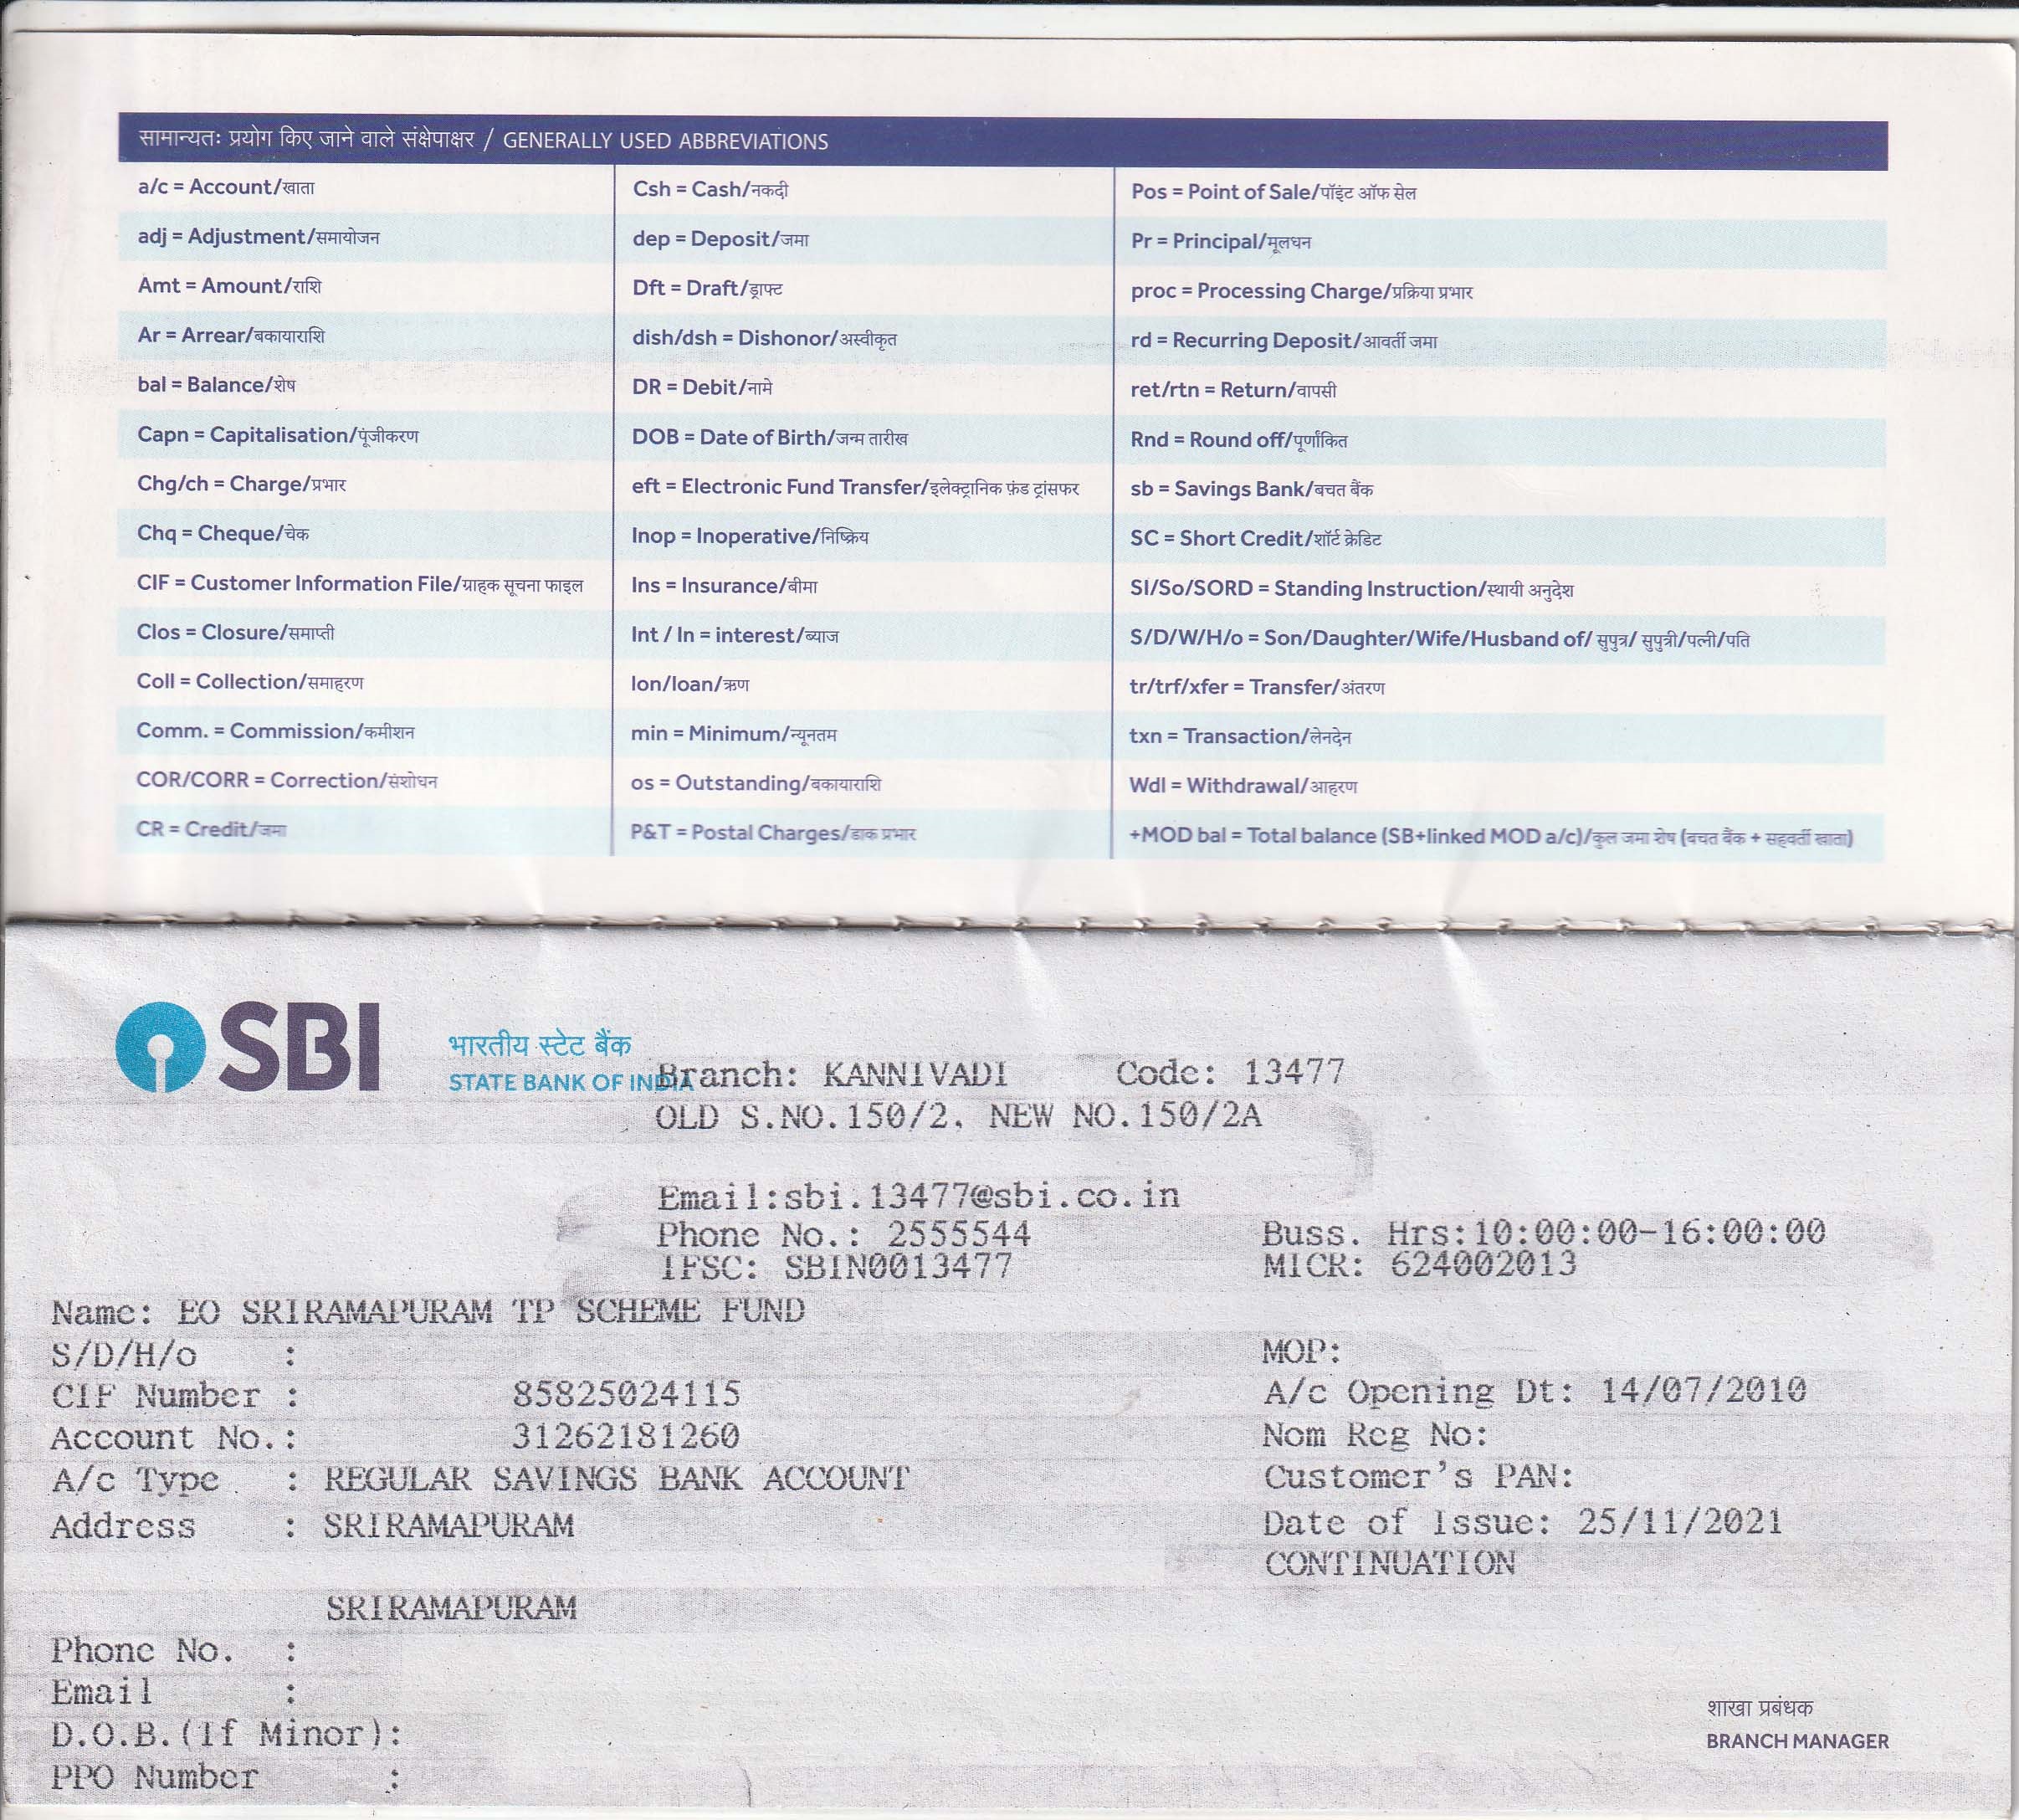 सामान्यतः प्रयोग किए जाने वाले संक्षेपाक्षर / GENERALLY USED ABBREVIATIONS
a/c = Account/खाता
adj = Adjustment/समायोजन
Amt = Amount/राशि
Ar = Arrear/बकायाराशि
bal = Balance/शेष
Capn = Capitalisation/पूंजीकरण
Chg/ch = Charge/प्रभार
Chq = Cheque/चेक
CIF = Customer Information File/ग्राहक सूचना फाइल
Clos = Closure/समाप्ती
Coll = Collection/समाहरण
Comm. = Commission/कमीशन
COR/CORR = Correction/संशोधन
CR = Credit/जमा
Csh = Cash/नकदी
dep = Deposit/जमा
Dft = Draft/ड्राफ्ट
dish/dsh = Dishonor/अस्वीकृत
DR = Debit/नामे
DOB = Date of Birth/जन्म तारीख
eft = Electronic Fund Transfer/इलेक्ट्रानिक फ़ंड ट्रांसफर
Inop = Inoperative/निष्क्रिय
Ins = Insurance/बीमा
Int / In = interest/ब्याज
lon/loan/ऋण
min = Minimum/न्यूनतम
os = Outstanding/बकायाराशि
P&T = Postal Charges/डाक प्रभार
Pos = Point of Sale/पॉइंट ऑफ सेल
Pr = Principal/मूलधन
proc = Processing Charge/प्रक्रिया प्रभार
rd = Recurring Deposit/आवर्ती जमा
ret/rtn = Return/वापसी
Rnd = Round off/पूर्णांकित
sb = Savings Bank/बचत बैंक
SC = Short Credit/शॉर्ट क्रेडिट
SI/So/SORD = Standing Instruction/स्थायी अनुदेश
S/D/W/H/o = Son/Daughter/Wife/Husband of/ सुपुत्र/ सुपुत्री/पत्नी/पति
tr/trf/xfer = Transfer/अंतरण
txn = Transaction/लेनदेन
Wdl = Withdrawal/आहरण
+MOD bal = Total balance (SB+linked MOD a/c)/कुल जमा शेष (बचत बैंक + सहवर्ती खाता)
SBI
भारतीय स्टेट बैंक
STATE BANK OF INDIA
Branch: KANNIVADI Code: 13477
OLD S.NO.150/2, NEW NO.150/2A
Email:sbi.13477@sbi.co.in
Phone No.: 2555544 Buss. Hrs:10:00:00-16:00:00
IFSC: SBIN0013477 MICR: 624002013
Name: EO SRIRAMAPURAM TP SCHEME FUND
S/D/H/o : MOP:
CIF Number : 85825024115 A/c Opening Dt: 14/07/2010
Account No.: 31262181260 Nom Reg No:
A/c Type : REGULAR SAVINGS BANK ACCOUNT Customer's PAN:
Address : SRIRAMAPURAM Date of Issue: 25/11/2021
CONTINUATION
SRIRAMAPURAM
Phone No. :
Email :
D.O.B.(If Minor):
PPO Number :
शाखा प्रबंधक
BRANCH MANAGER